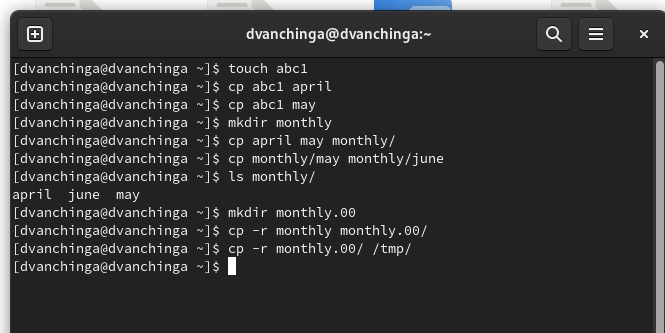 dvanchinga@dvanchinga:~
[dvanchinga@dvanchinga ~]$ touch abc1
[dvanchinga@dvanchinga ~]$ cp abc1 april
[dvanchinga@dvanchinga ~]$ cp abc1 may
[dvanchinga@dvanchinga ~]$ mkdir monthly
[dvanchinga@dvanchinga ~]$ cp april may monthly/
[dvanchinga@dvanchinga ~]$ cp monthly/may monthly/june
[dvanchinga@dvanchinga ~]$ ls monthly/
april  june  may
[dvanchinga@dvanchinga ~]$ mkdir monthly.00
[dvanchinga@dvanchinga ~]$ cp -r monthly monthly.00/
[dvanchinga@dvanchinga ~]$ cp -r monthly.00/ /tmp/
[dvanchinga@dvanchinga ~]$